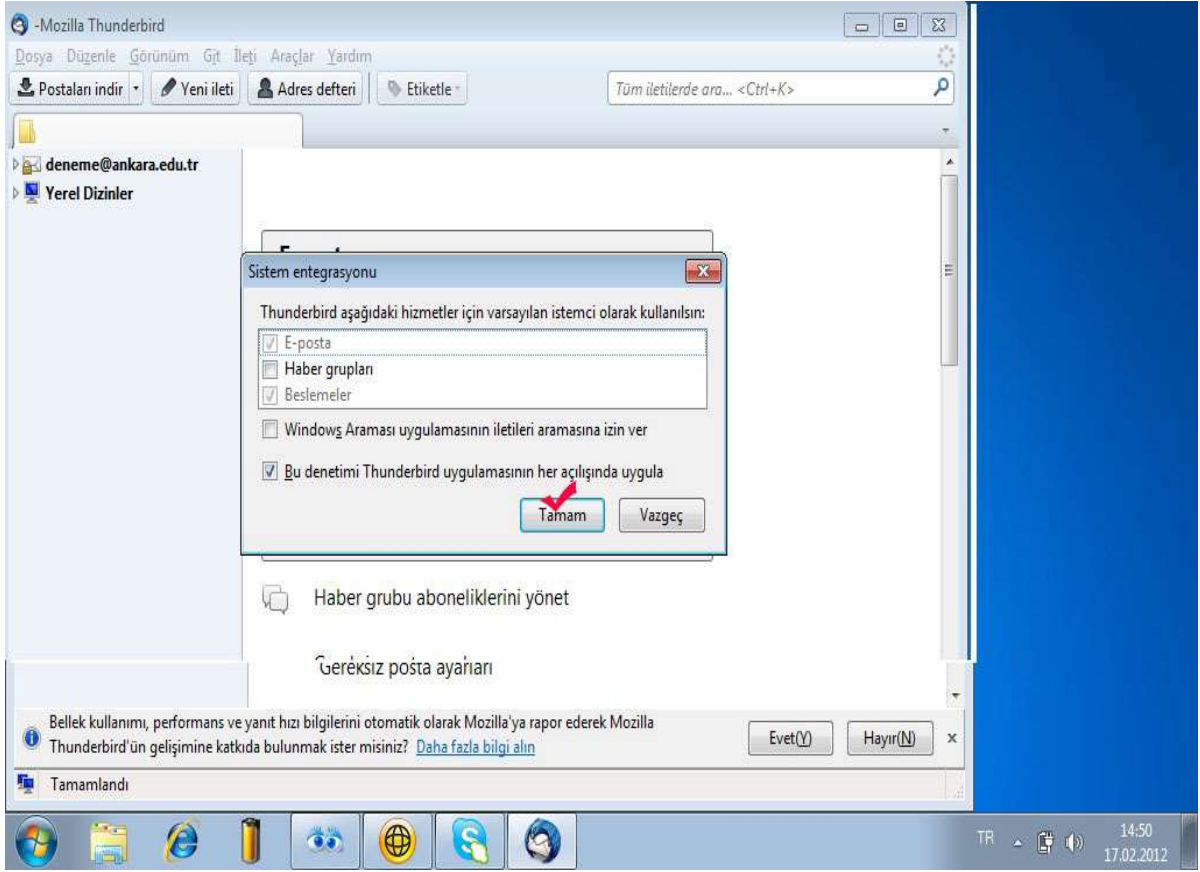 -Mozilla Thunderbird
Dosya Düzenle Görünüm Git İleti Araçlar Yardım
Postaları indir Yeni ileti Adres defteri Etiketle Tüm iletilerde ara... <Ctrl+K>
deneme@ankara.edu.tr
Yerel Dizinler
Sistem entegrasyonu
Thunderbird aşağıdaki hizmetler için varsayılan istemci olarak kullanılsın:
E-posta
Haber grupları
Beslemeler
Windows Araması uygulamasının iletileri aramasına izin ver
Bu denetimi Thunderbird uygulamasının her açılışında uygula
Tamam Vazgeç
Haber grubu aboneliklerini yönet
Gereksiz posta ayarları
Bellek kullanımı, performans ve yanıt hızı bilgilerini otomatik olarak Mozilla'ya rapor ederek Mozilla
Thunderbird'ün gelişimine katkıda bulunmak ister misiniz? Daha fazla bilgi alın
Evet(Y) Hayır(N) x
Tamamlandı
TR 14:50
17.02.2012